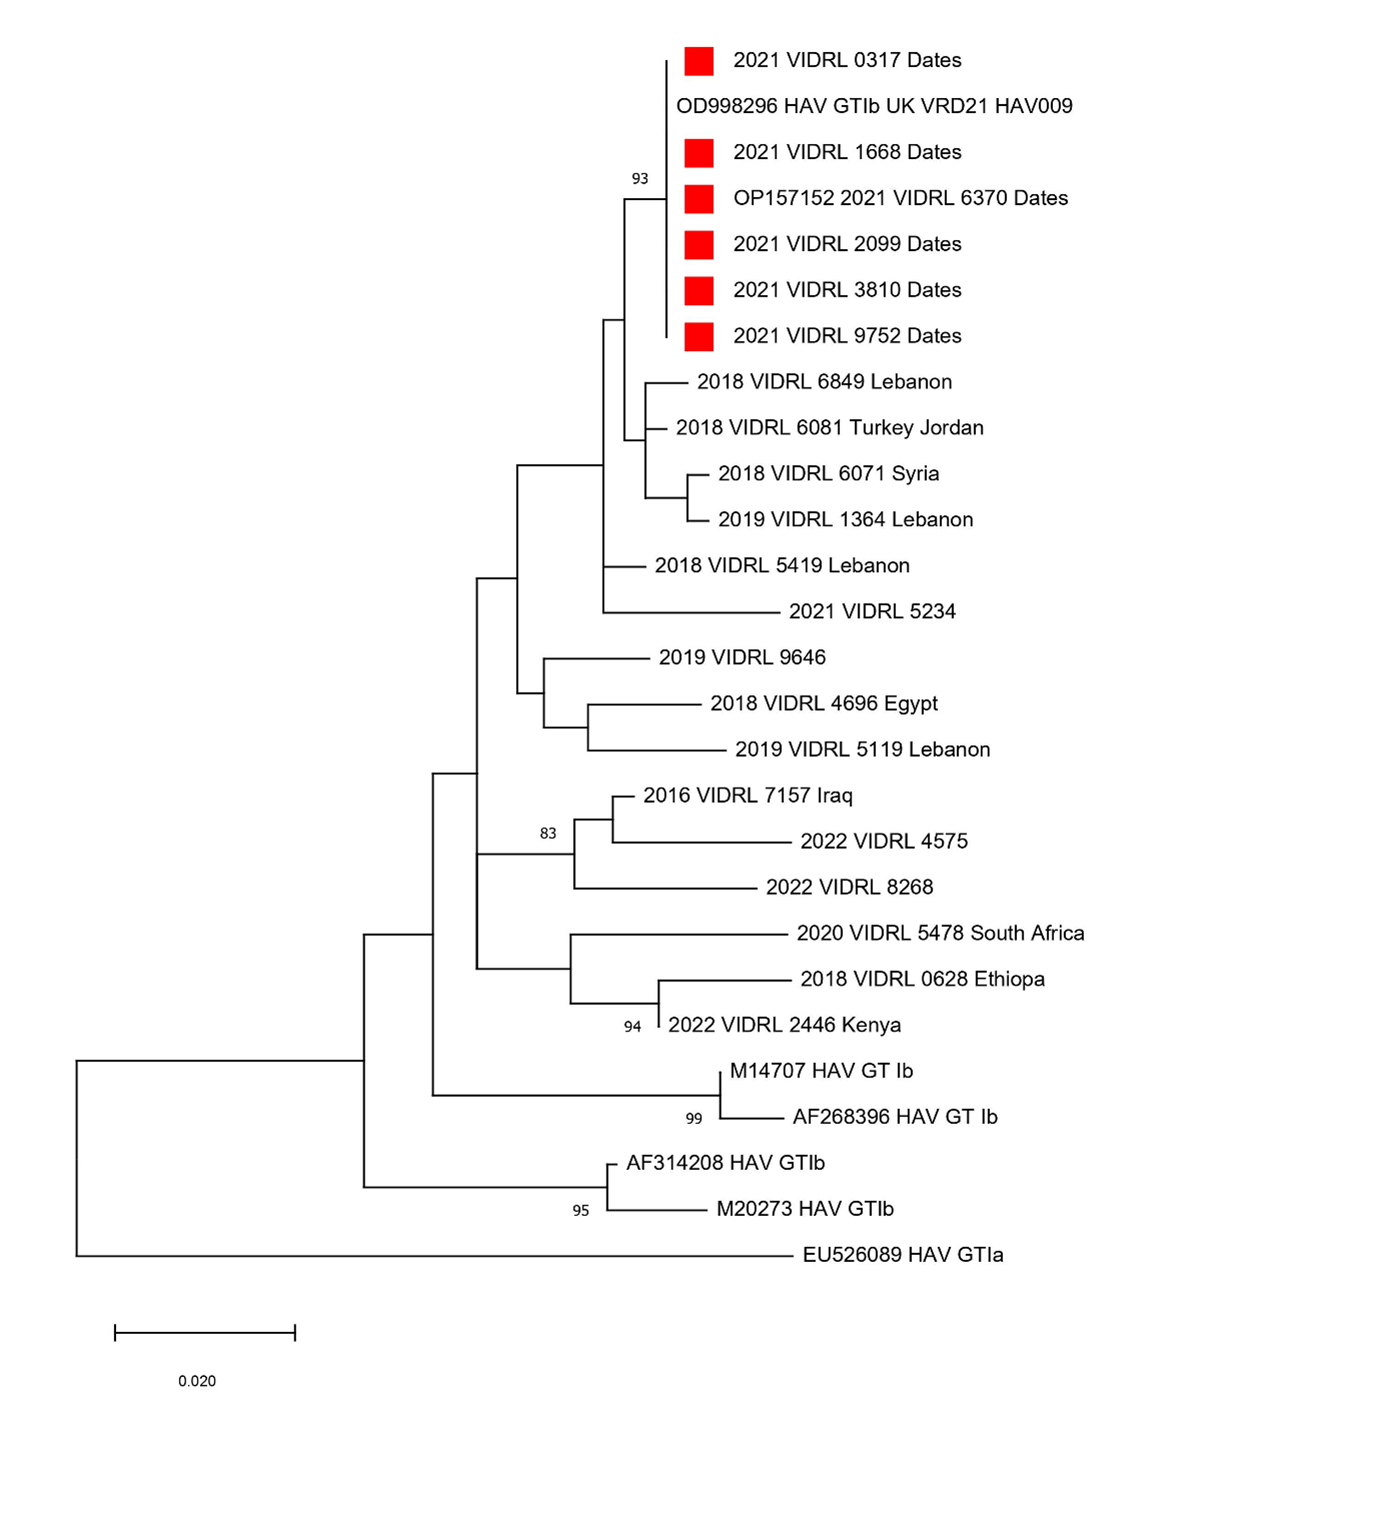 2021 VIDRL 0317 Dates
OD998296 HAV GTIb UK VRD21 HAV009
2021 VIDRL 1668 Dates
93
OP157152 2021 VIDRL 6370 Dates
2021 VIDRL 2099 Dates
2021 VIDRL 3810 Dates
2021 VIDRL 9752 Dates
2018 VIDRL 6849 Lebanon
2018 VIDRL 6081 Turkey Jordan
2018 VIDRL 6071 Syria
2019 VIDRL 1364 Lebanon
2018 VIDRL 5419 Lebanon
2021 VIDRL 5234
2019 VIDRL 9646
2018 VIDRL 4696 Egypt
2019 VIDRL 5119 Lebanon
2016 VIDRL 7157 Iraq
83
2022 VIDRL 4575
2022 VIDRL 8268
2020 VIDRL 5478 South Africa
2018 VIDRL 0628 Ethiopa
94
2022 VIDRL 2446 Kenya
M14707 HAV GT Ib
99
AF268396 HAV GT Ib
AF314208 HAV GTIb
95
M20273 HAV GTIb
EU526089 HAV GTIa
0.020